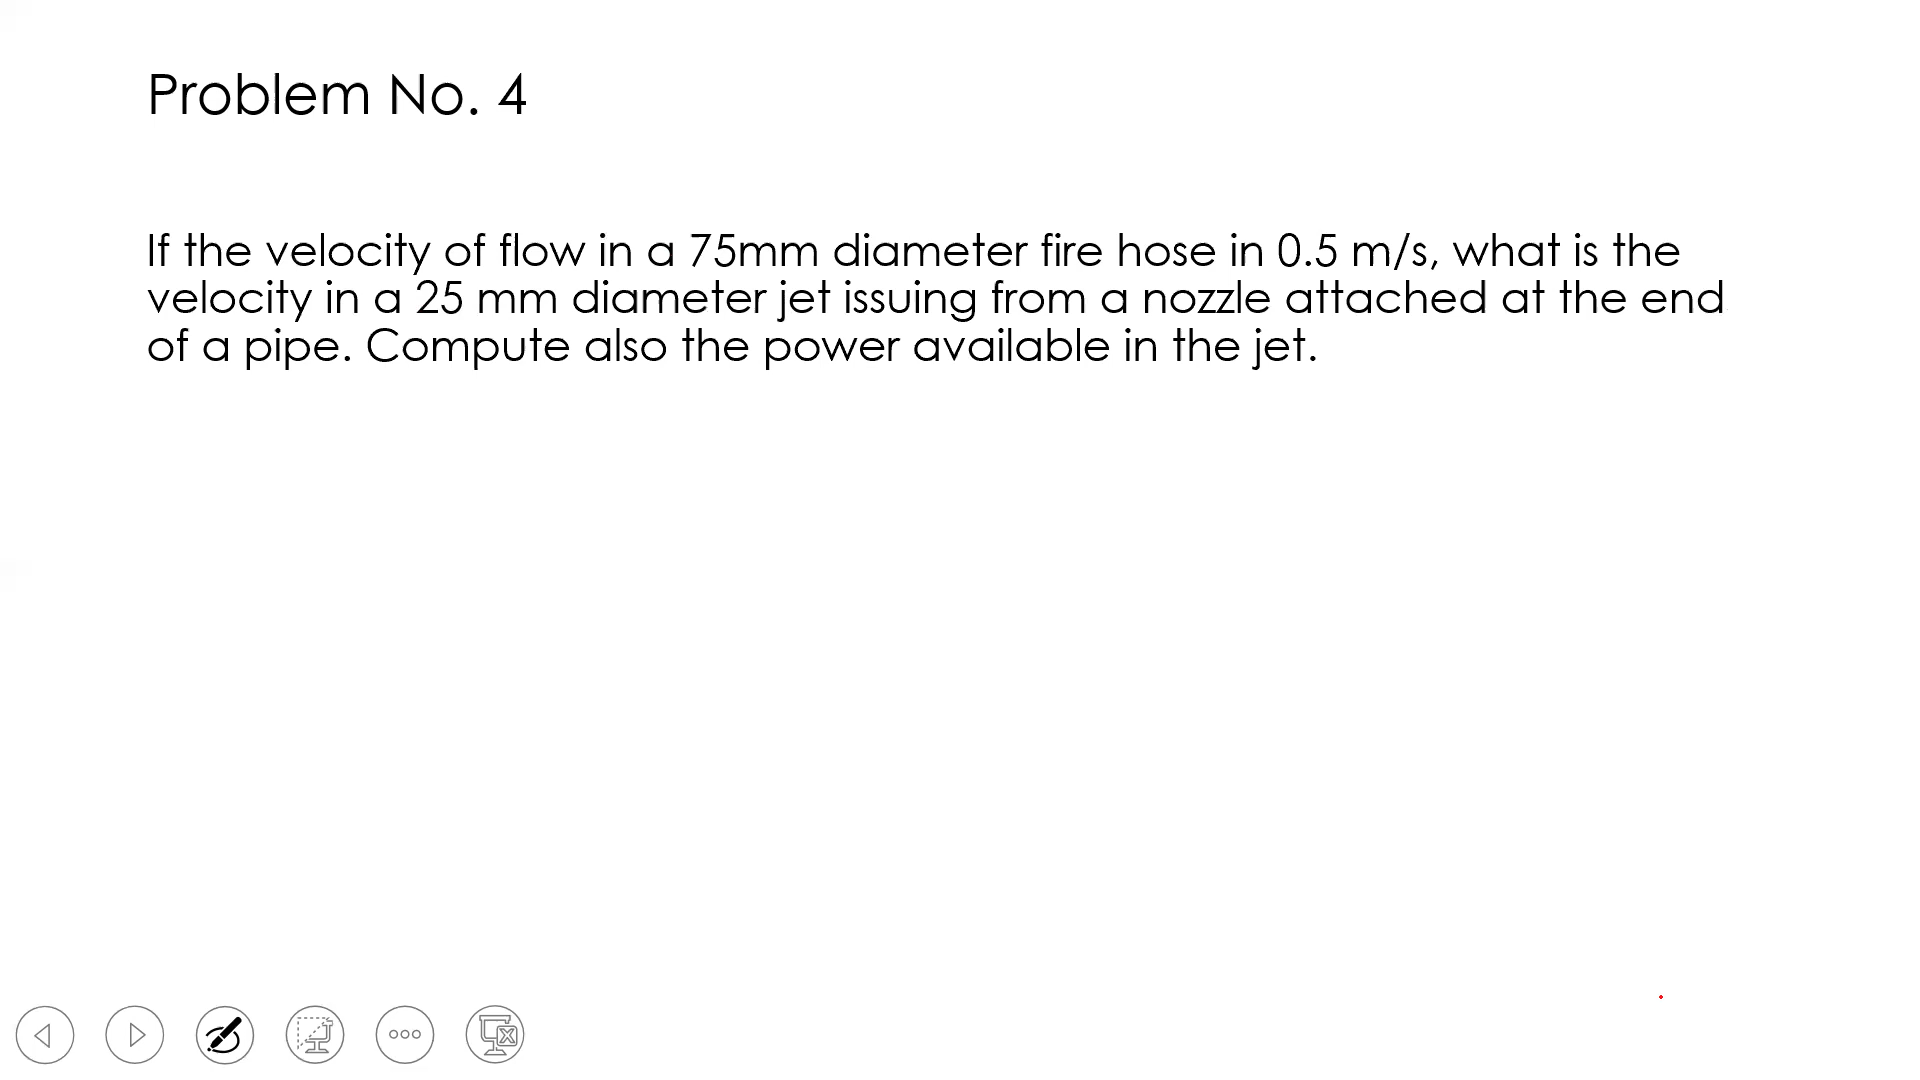 Problem No. 4
If the velocity of flow in a 75mm diameter fire hose in 0.5 m/s, what is the
velocity in a 25 mm diameter jet issuing from a nozzle attached at the end
of a pipe. Compute also the power available in the jet.